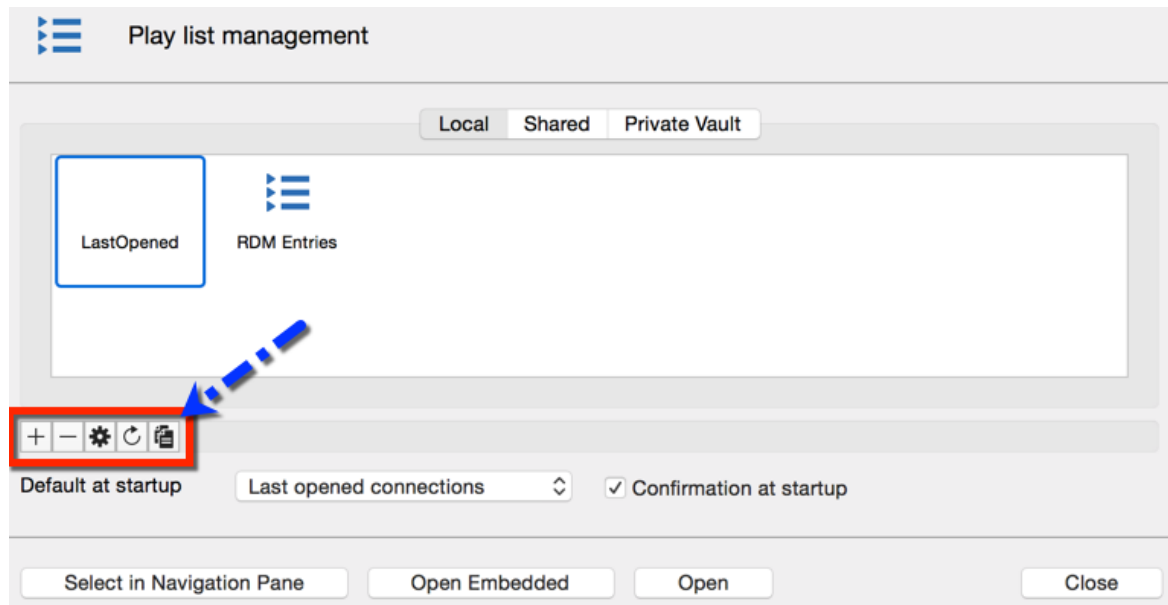 Play list management
Local Shared Private Vault
LastOpened RDM Entries
Default at startup Last opened connections Confirmation at startup
Select in Navigation Pane Open Embedded Open Close